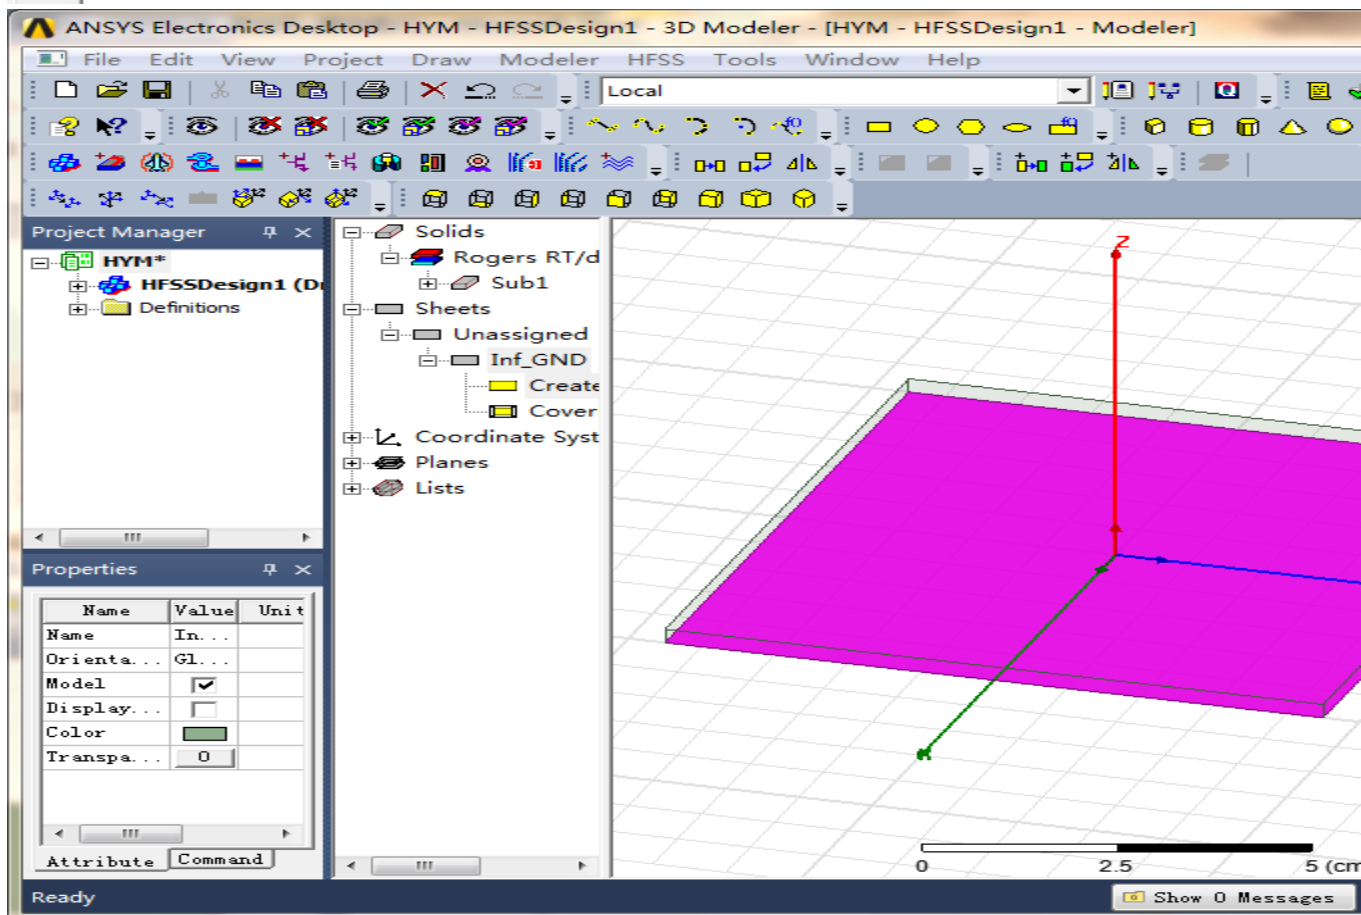 ANSYS Electronics Desktop - HYM - HFSSDesign1 - 3D Modeler - [HYM - HFSSDesign1 - Modeler]
File Edit View Project Draw Modeler HFSS Tools Window Help
Local
Project Manager
HYM*
HFSSDesign1 (Dr
Definitions
Solids
Rogers RT/d
Sub1
Sheets
Unassigned
Inf_GND
Create
Cover
Coordinate Syst
Planes
Lists
Properties
Name Value Unit
Name In...
Orienta... Gl...
Model
Display...
Color
Transpa... 0
Attribute Command
Z
0 2.5 5 (cm
Ready
Show 0 Messages